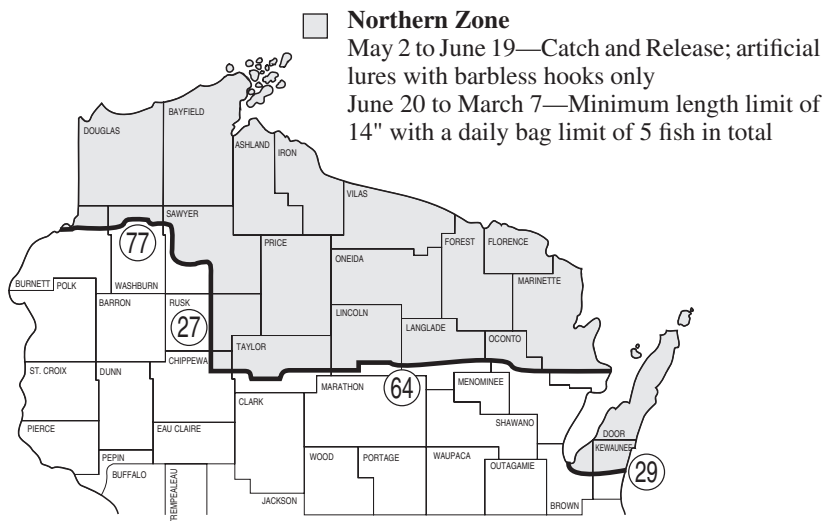 Northern Zone
May 2 to June 19—Catch and Release; artificial
lures with barbless hooks only
June 20 to March 7—Minimum length limit of
14" with a daily bag limit of 5 fish in total
BAYFIELD
DOUGLAS
ASHLAND
IRON
VILAS
SAWYER
77
PRICE
FOREST
FLORENCE
ONEIDA
MARINETTE
BURNETT
POLK
WASHBURN
BARRON
RUSK
27
LINCOLN
LANGLADE
OCONTO
TAYLOR
CHIPPEWA
ST. CROIX
DUNN
MARATHON
64
MENOMINEE
CLARK
SHAWANO
PIERCE
EAU CLAIRE
DOOR
KEWAUNEE
29
PEPIN
WOOD
PORTAGE
WAUPACA
OUTAGAMIE
BUFFALO
TREMPEALEAU
JACKSON
BROWN